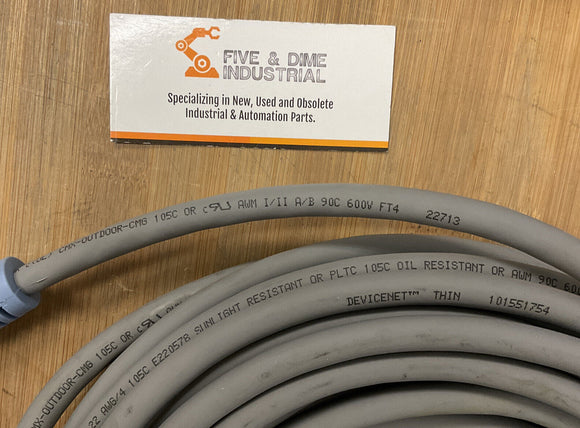 FIVE & DIME
INDUSTRIAL
Specializing in New, Used and Obsolete
Industrial & Automation Parts.
CMX-OUTDOOR-CMG 105C OR c(UL) AWM I/II A/B 90C 600V FT4 22713
22 AWG/4 105C E220578 SUNLIGHT RESISTANT OR PLTC 105C OIL RESISTANT OR AWM 90C
DEVICENET™ THIN 101551754
CMX-OUTDOOR-CMG 105C OR